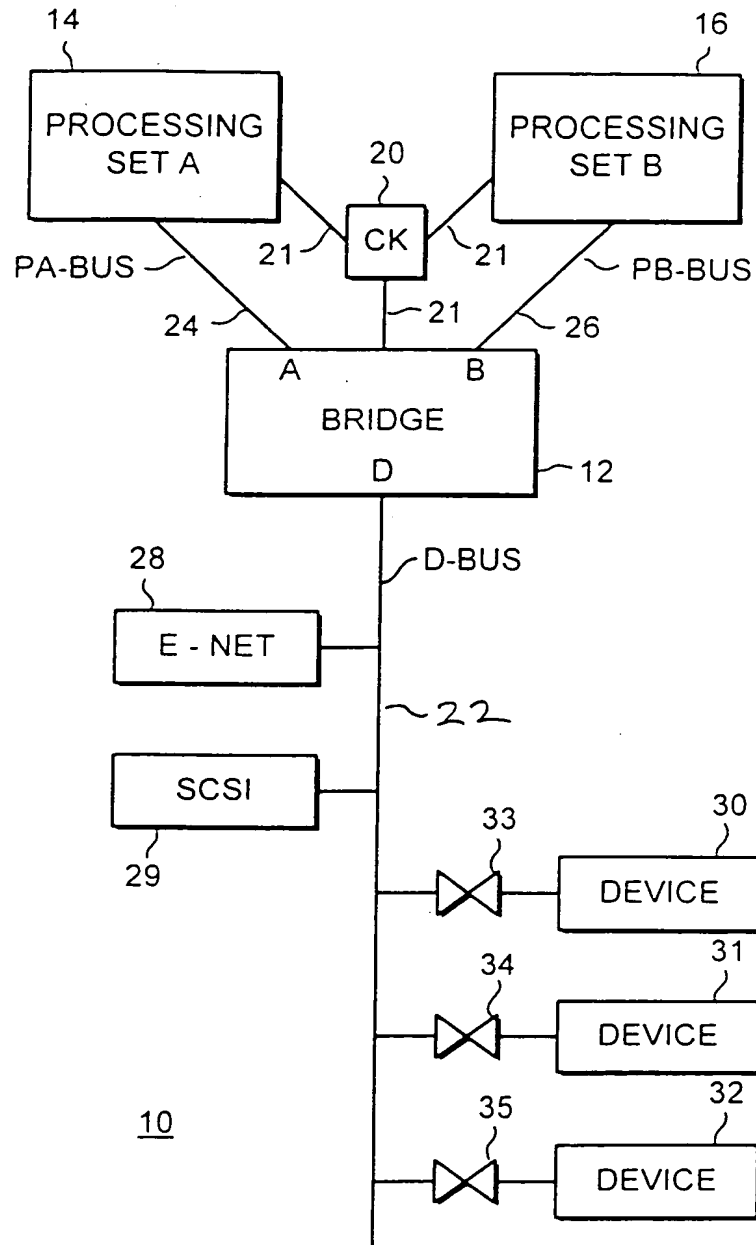 14
16
PROCESSING
SET A
PROCESSING
SET B
20
CK
21
21
PA-BUS
PB-BUS
21
24
26
A
B
BRIDGE
D
12
D-BUS
28
E - NET
22
SCSI
29
33
30
DEVICE
34
31
DEVICE
35
32
DEVICE
10